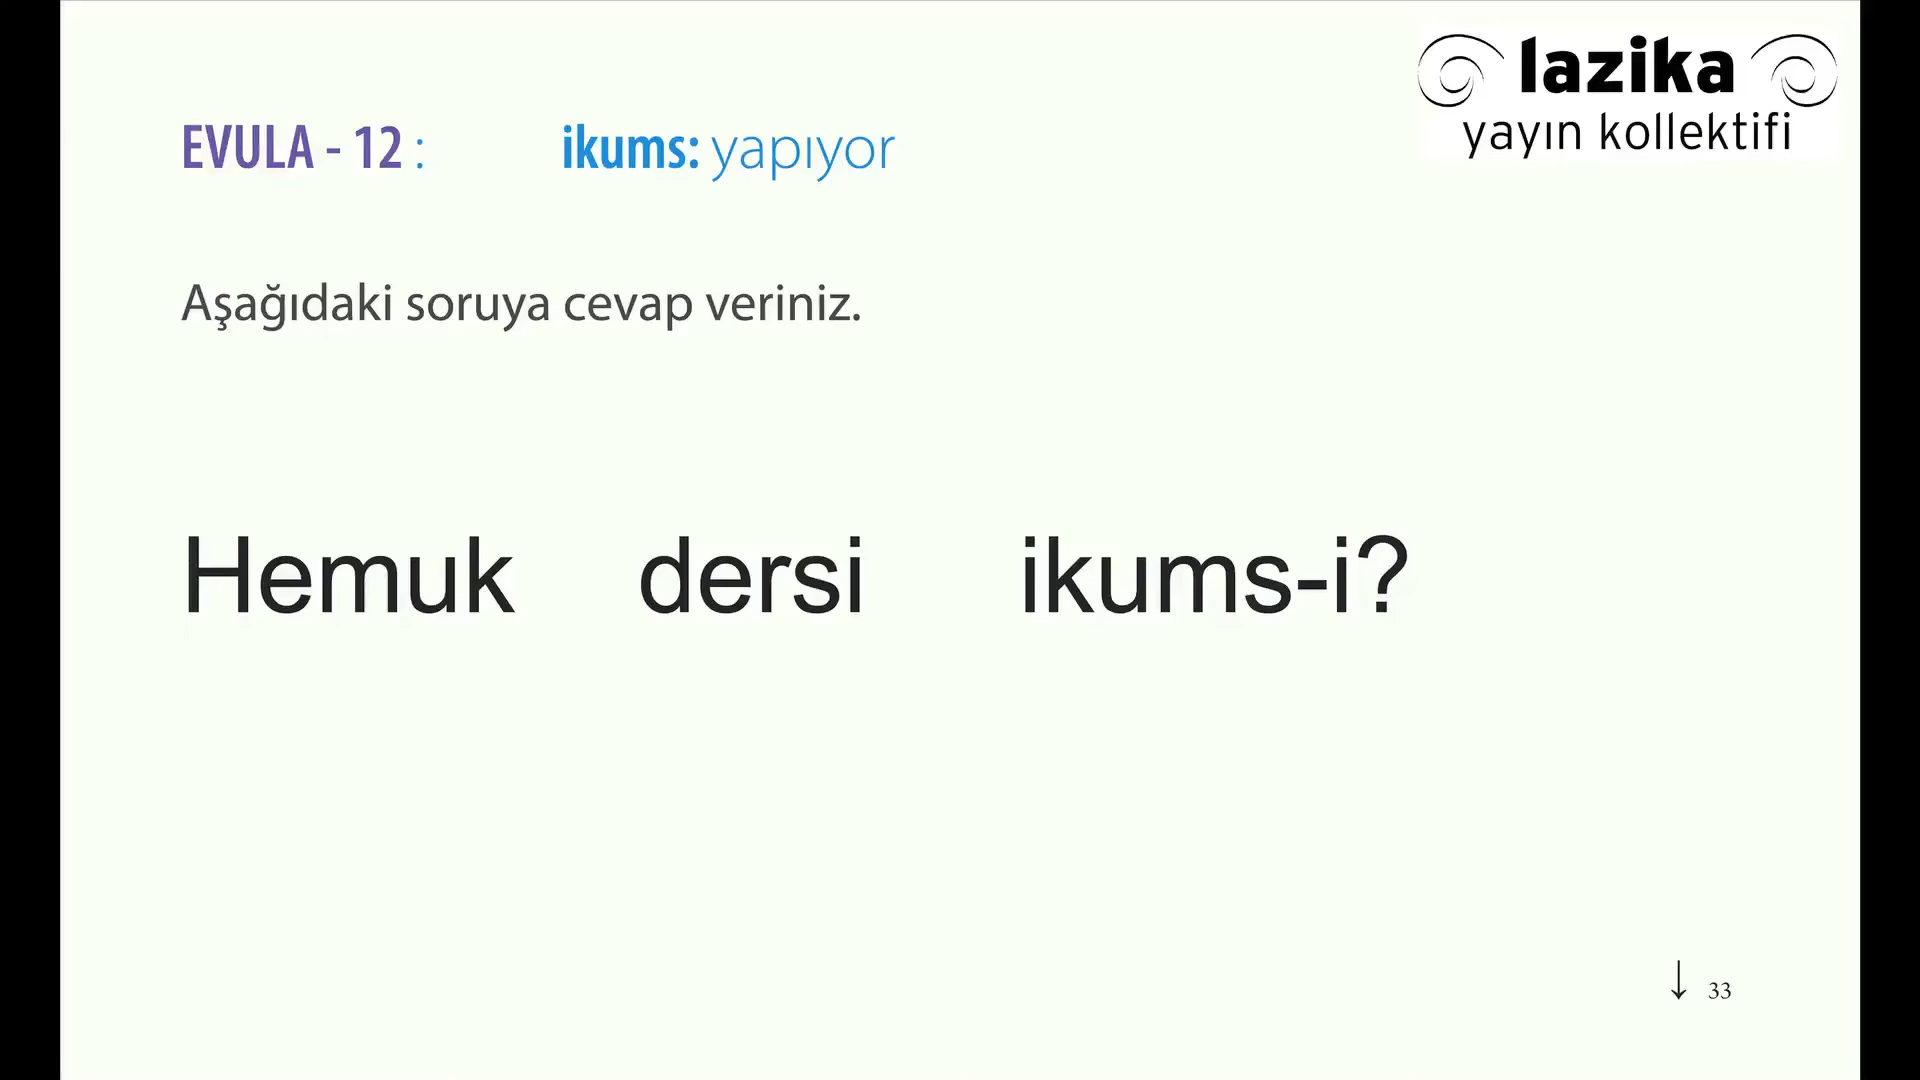 lazika
yayın kollektifi
EVULA - 12 : ikums: yapıyor
Aşağıdaki soruya cevap veriniz.
Hemuk dersi ikums-i?
↓ 33